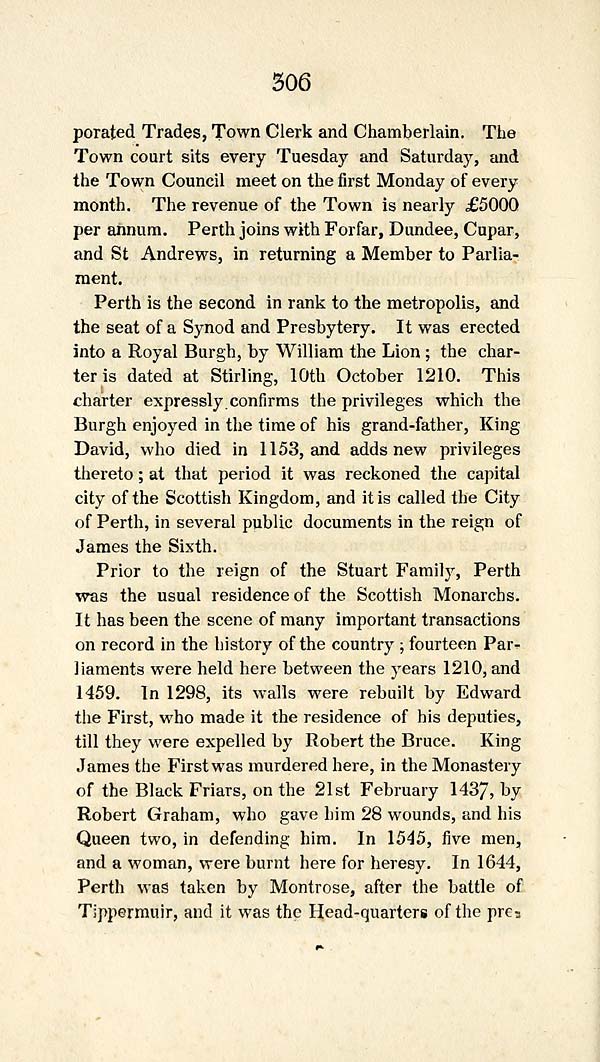 306
porated Trades, Town Clerk and Chamberlain. The
Town court sits every Tuesday and Saturday, and
the Town Council meet on the first Monday of every
month. The revenue of the Town is nearly £5000
per annum. Perth joins with Forfar, Dundee, Cupar,
and St Andrews, in returning a Member to Parlia-
ment.
Perth is the second in rank to the metropolis, and
the seat of a Synod and Presbytery. It was erected
into a Royal Burgh, by William the Lion; the char-
ter is dated at Stirling, 10th October 1210. This
charter expressly confirms the privileges which the
Burgh enjoyed in the time of his grand-father, King
David, who died in 1153, and adds new privileges
thereto; at that period it was reckoned the capital
city of the Scottish Kingdom, and it is called the City
of Perth, in several public documents in the reign of
James the Sixth.
Prior to the reign of the Stuart Family, Perth
was the usual residence of the Scottish Monarchs.
It has been the scene of many important transactions
on record in the history of the country; fourteen Par-
liaments were held here between the years 1210, and
1459. In 1298, its walls were rebuilt by Edward
the First, who made it the residence of his deputies,
till they were expelled by Robert the Bruce. King
James the First was murdered here, in the Monastery
of the Black Friars, on the 21st February 1437, by
Robert Graham, who gave him 28 wounds, and his
Queen two, in defending him. In 1545, five men,
and a woman, were burnt here for heresy. In 1644,
Perth was taken by Montrose, after the battle of
Tippermuir, and it was the Head-quarters of the pre-